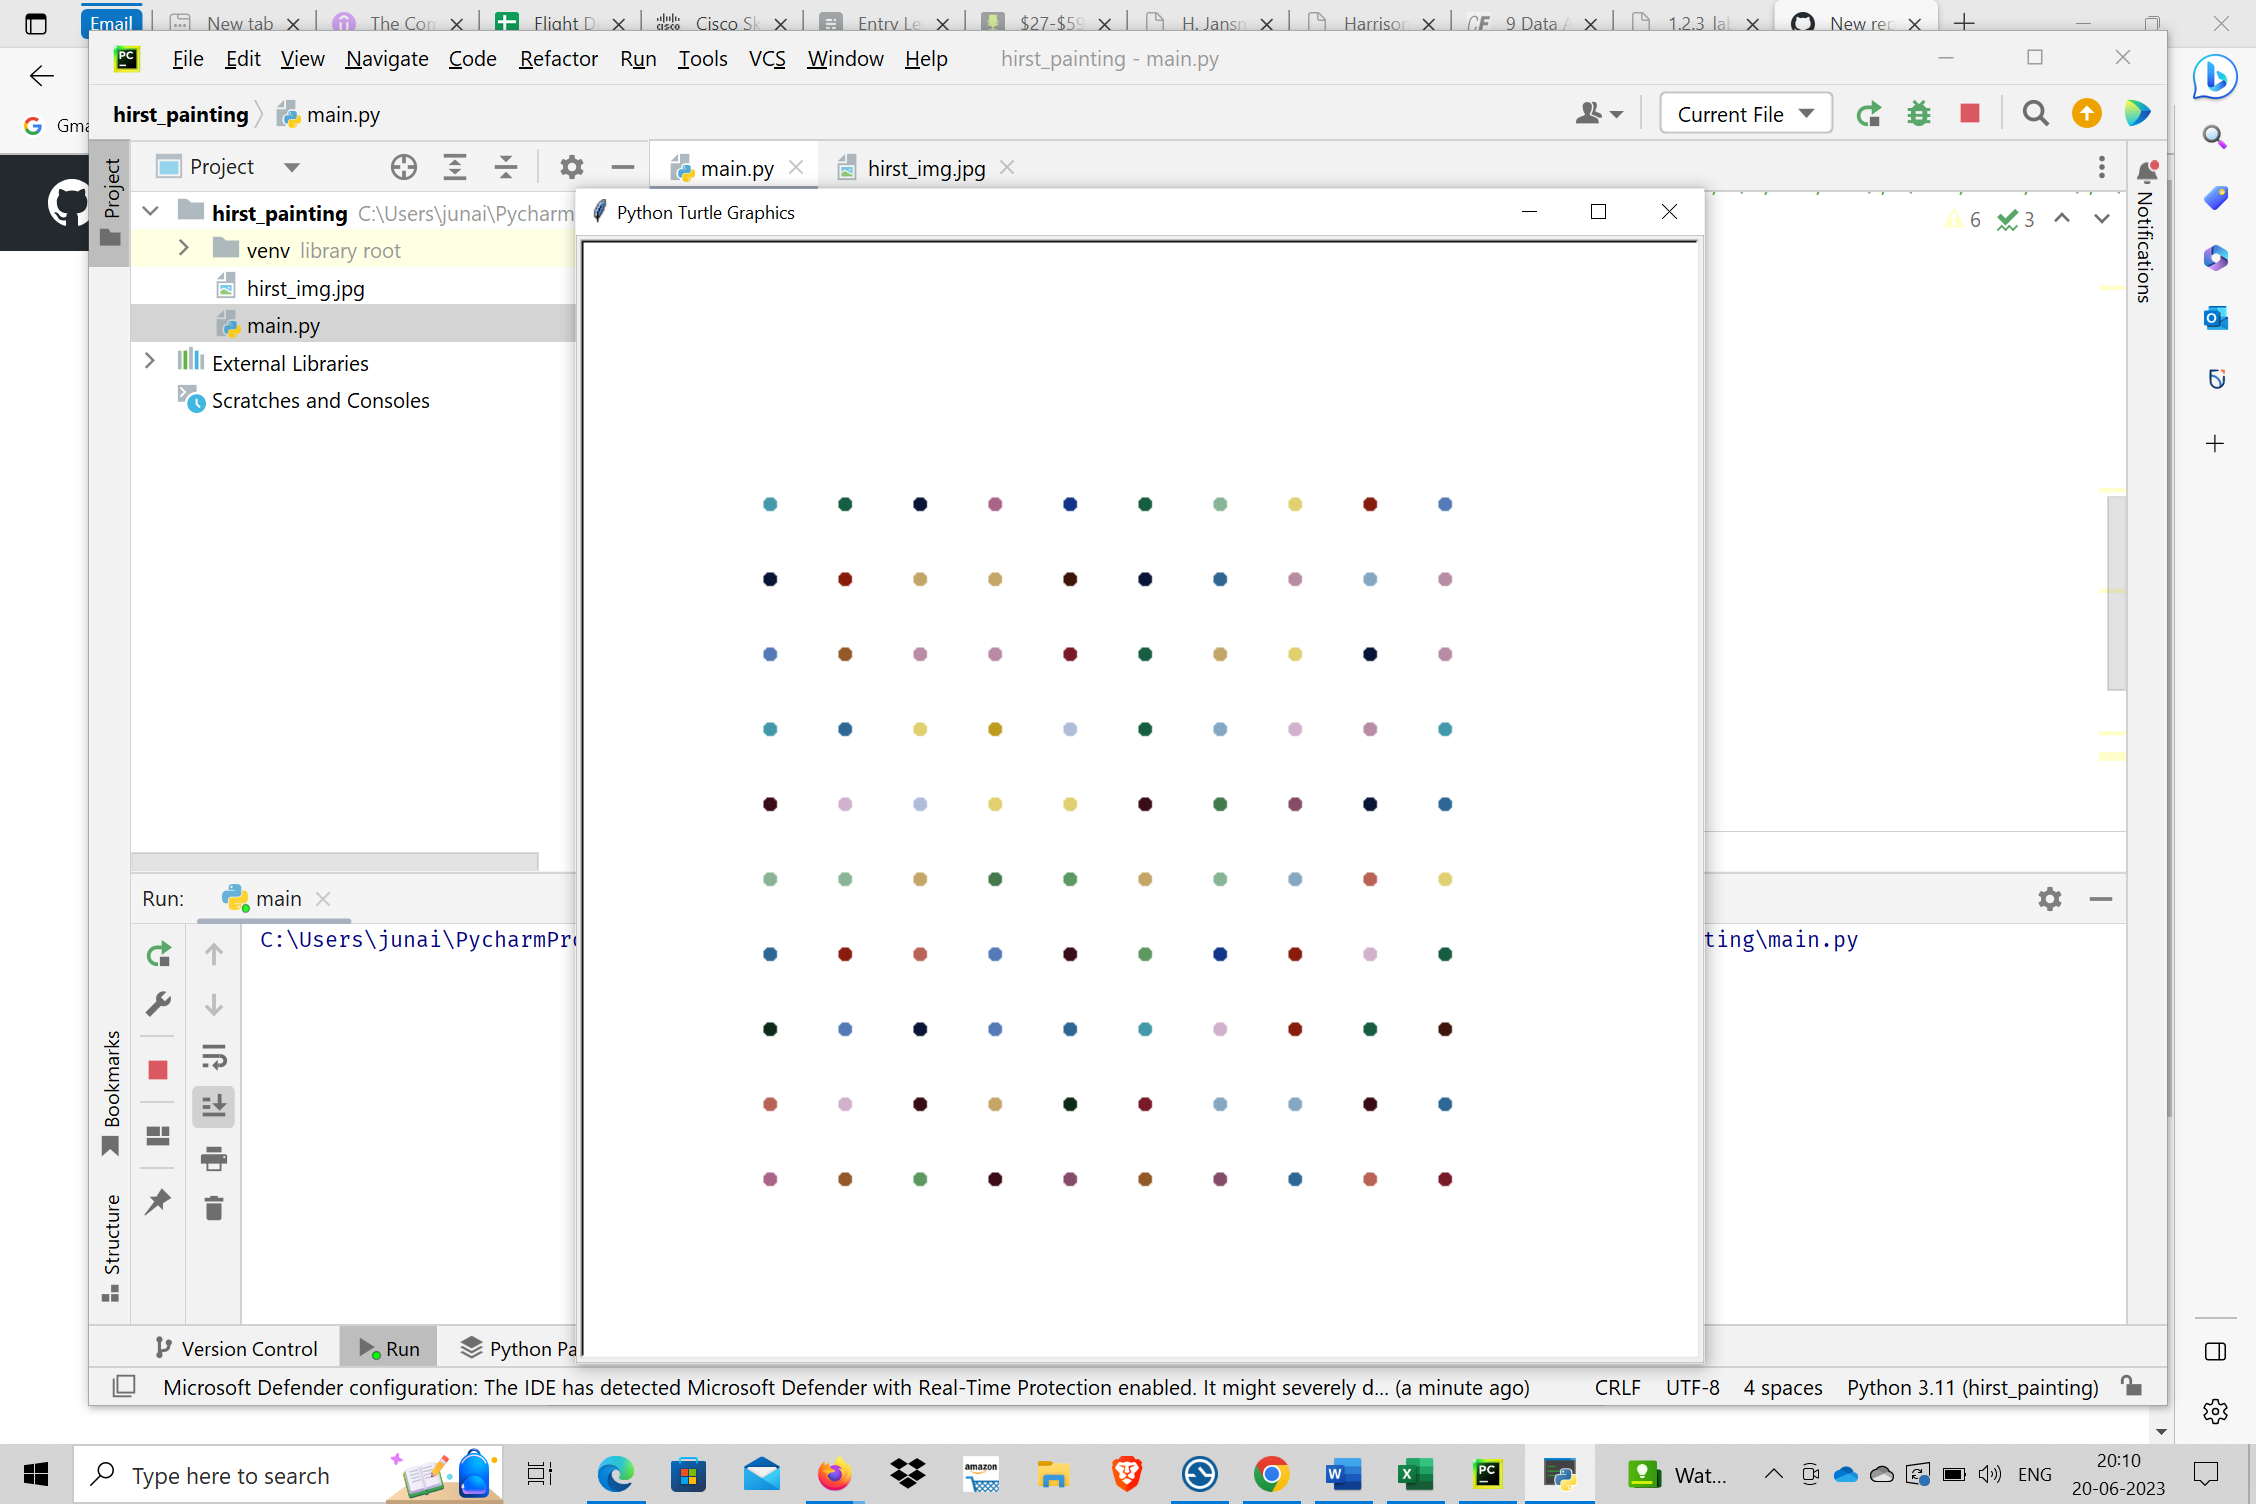 Email New tab The Con Flight D Cisco Sk Entry Le $27-$59 H. Jansn Harrison 9 Data A 1.2.3 lab New rep
PC File Edit View Navigate Code Refactor Run Tools VCS Window Help hirst_painting - main.py
Gma
hirst_painting main.py Current File
Project Project main.py hirst_img.jpg
Notifications
Python Turtle Graphics
hirst_painting C:\Users\junai\Pycharm
6 3
venv library root
hirst_img.jpg
main.py
External Libraries
Scratches and Consoles
Run: main
C:\Users\junai\PycharmPro ting\main.py
Bookmarks
Structure
Version Control Run Python Pa
Microsoft Defender configuration: The IDE has detected Microsoft Defender with Real-Time Protection enabled. It might severely d... (a minute ago) CRLF UTF-8 4 spaces Python 3.11 (hirst_painting)
Type here to search amazon W X PC Wat... ENG 20:10
20-06-2023